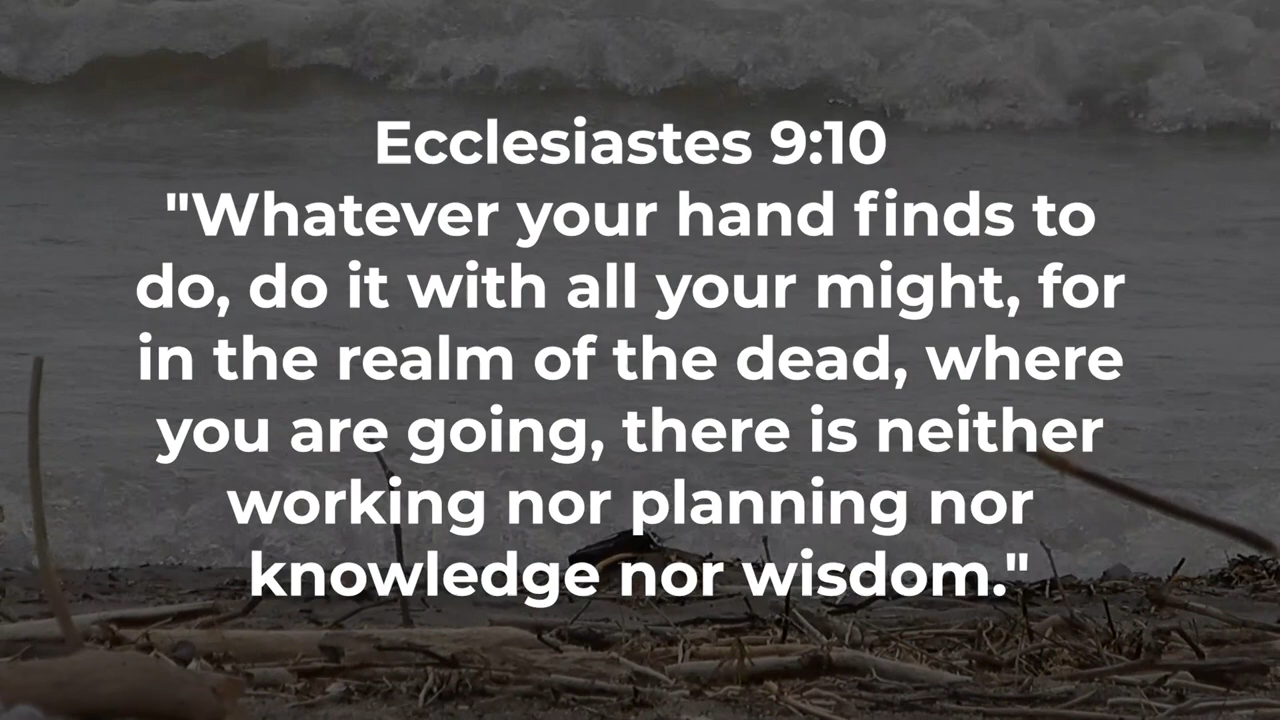 Ecclesiastes 9:10
"Whatever your hand finds to
do, do it with all your might, for
in the realm of the dead, where
you are going, there is neither
working nor planning nor
knowledge nor wisdom."